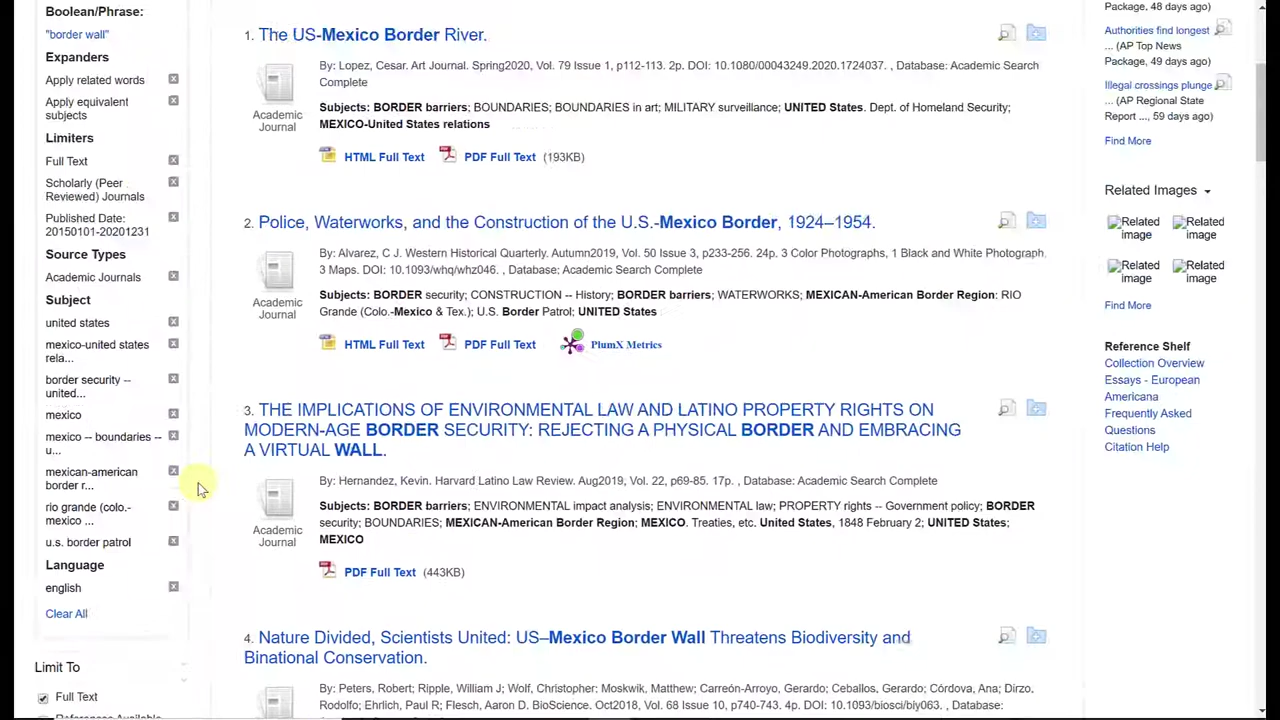 Boolean/Phrase:
"border wall"
Expanders
Apply related words
Apply equivalent
subjects
Limiters
Full Text
Scholarly (Peer
Reviewed) Journals
Published Date:
20150101-20201231
Source Types
Academic Journals
Subject
united states
mexico-united states
rela...
border security --
united...
mexico
mexico -- boundaries --
u...
mexican-american
border r...
rio grande (colo.-
mexico ...
u.s. border patrol
Language
english
Clear All
Limit To
Full Text
References Available
1. The US-Mexico Border River.
By: Lopez, Cesar. Art Journal. Spring2020, Vol. 79 Issue 1, p112-113. 2p. DOI: 10.1080/00043249.2020.1724037. , Database: Academic Search
Complete
Academic
Journal
Subjects: BORDER barriers; BOUNDARIES; BOUNDARIES in art; MILITARY surveillance; UNITED States. Dept. of Homeland Security;
MEXICO-United States relations
HTML Full Text PDF Full Text (193KB)
2. Police, Waterworks, and the Construction of the U.S.-Mexico Border, 1924–1954.
By: Alvarez, C J. Western Historical Quarterly. Autumn2019, Vol. 50 Issue 3, p233-256. 24p. 3 Color Photographs, 1 Black and White Photograph,
3 Maps. DOI: 10.1093/whq/whz046. , Database: Academic Search Complete
Academic
Journal
Subjects: BORDER security; CONSTRUCTION -- History; BORDER barriers; WATERWORKS; MEXICAN-American Border Region; RIO
Grande (Colo.-Mexico & Tex.); U.S. Border Patrol; UNITED States
HTML Full Text PDF Full Text PlumX Metrics
3. THE IMPLICATIONS OF ENVIRONMENTAL LAW AND LATINO PROPERTY RIGHTS ON
MODERN-AGE BORDER SECURITY: REJECTING A PHYSICAL BORDER AND EMBRACING
A VIRTUAL WALL.
By: Hernandez, Kevin. Harvard Latino Law Review. Aug2019, Vol. 22, p69-85. 17p. , Database: Academic Search Complete
Academic
Journal
Subjects: BORDER barriers; ENVIRONMENTAL impact analysis; ENVIRONMENTAL law; PROPERTY rights -- Government policy; BORDER
security; BOUNDARIES; MEXICAN-American Border Region; MEXICO. Treaties, etc. United States, 1848 February 2; UNITED States;
MEXICO
PDF Full Text (443KB)
4. Nature Divided, Scientists United: US–Mexico Border Wall Threatens Biodiversity and
Binational Conservation.
By: Peters, Robert; Ripple, William J; Wolf, Christopher; Moskwik, Matthew; Carreón-Arroyo, Gerardo; Ceballos, Gerardo; Córdova, Ana; Dirzo,
Rodolfo; Ehrlich, Paul R; Flesch, Aaron D. BioScience. Oct2018, Vol. 68 Issue 10, p740-743. 4p. DOI: 10.1093/biosci/biy063. , Database:
Package, 48 days ago)
Authorities find longest
... (AP Top News
Package, 49 days ago)
Illegal crossings plunge
... (AP Regional State
Report ..., 59 days ago)
Find More
Related Images
Related
image
Related
image
Related
image
Related
image
Find More
Reference Shelf
Collection Overview
Essays - European
Americana
Frequently Asked
Questions
Citation Help